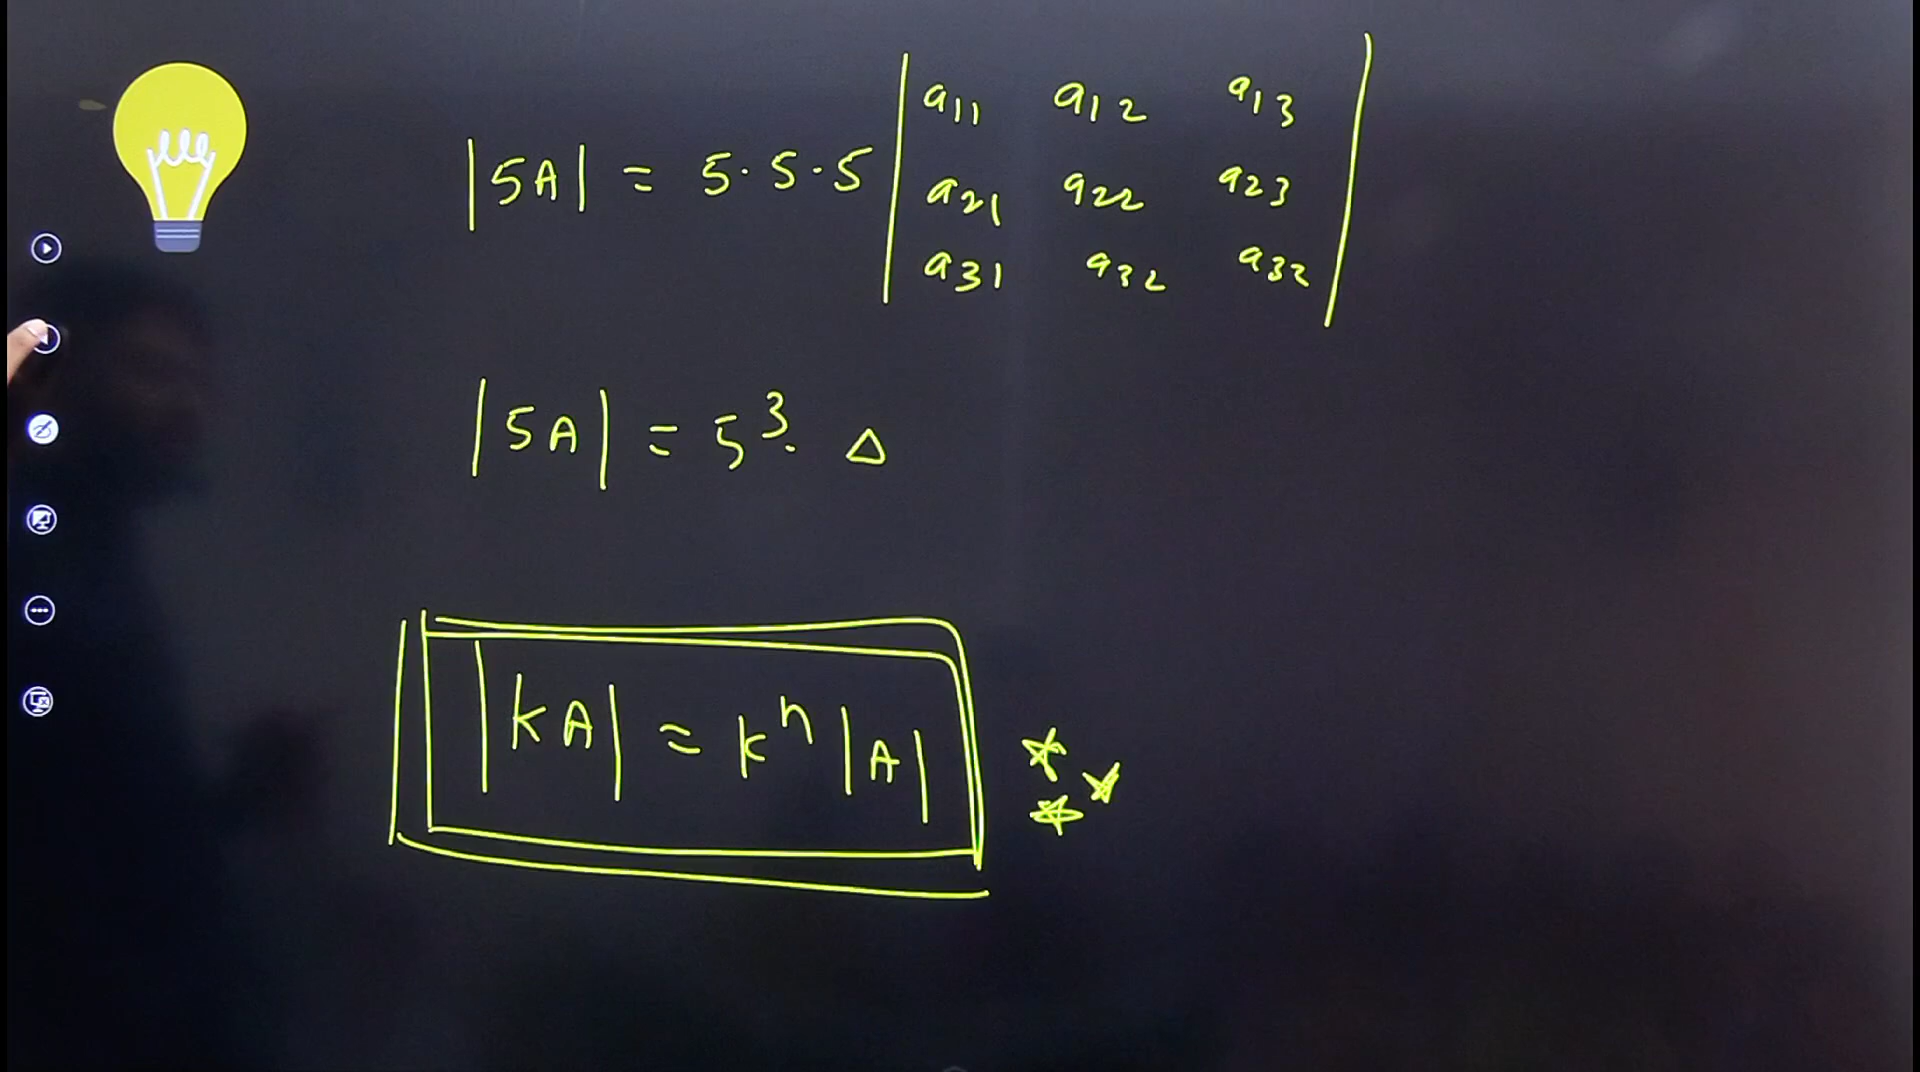 |5A| = 5·5·5 | a11 a12 a13 |
| a21 a22 a23 |
| a31 a32 a32 |
|5A| = 5³· Δ
|kA| = kⁿ |A|